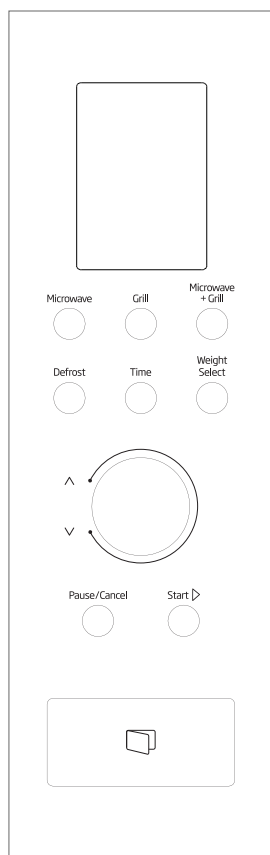 Microwave
Grill
Microwave
+ Grill
Defrost
Time
Weight
Select
Pause/Cancel
Start